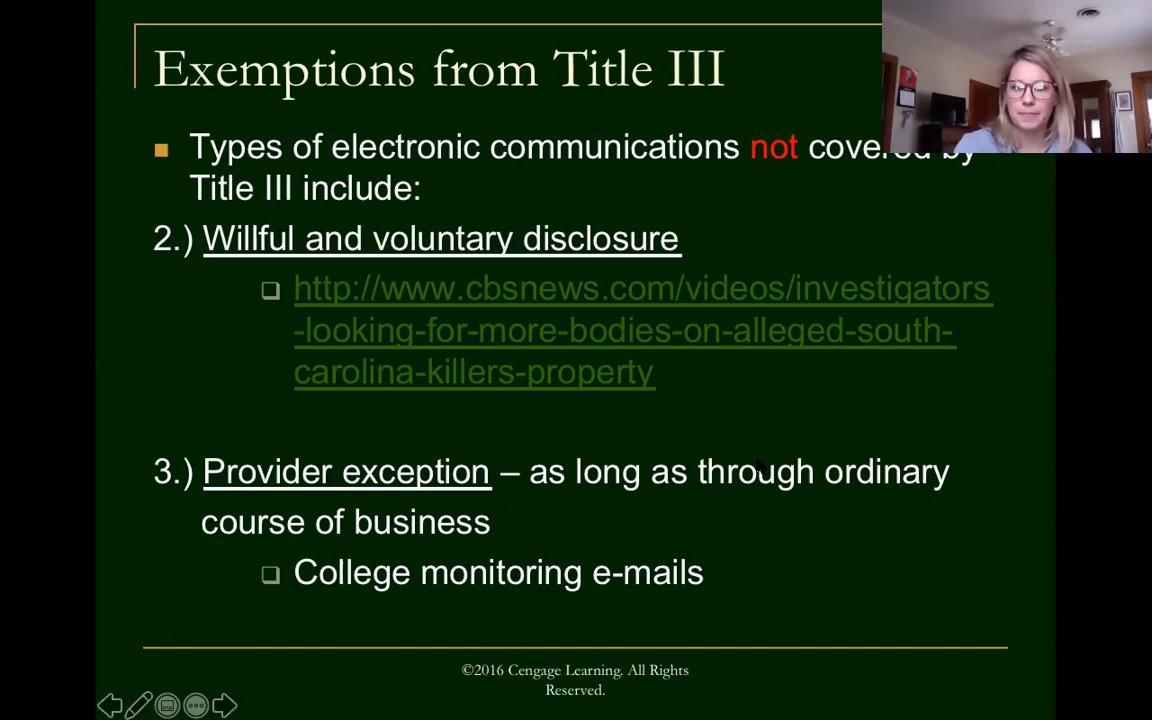 Exemptions from Title III
Types of electronic communications not covered by
Title III include:
2.) Willful and voluntary disclosure
http://www.cbsnews.com/videos/investigators
-looking-for-more-bodies-on-alleged-south-
carolina-killers-property
3.) Provider exception – as long as through ordinary
course of business
College monitoring e-mails
©2016 Cengage Learning. All Rights
Reserved.